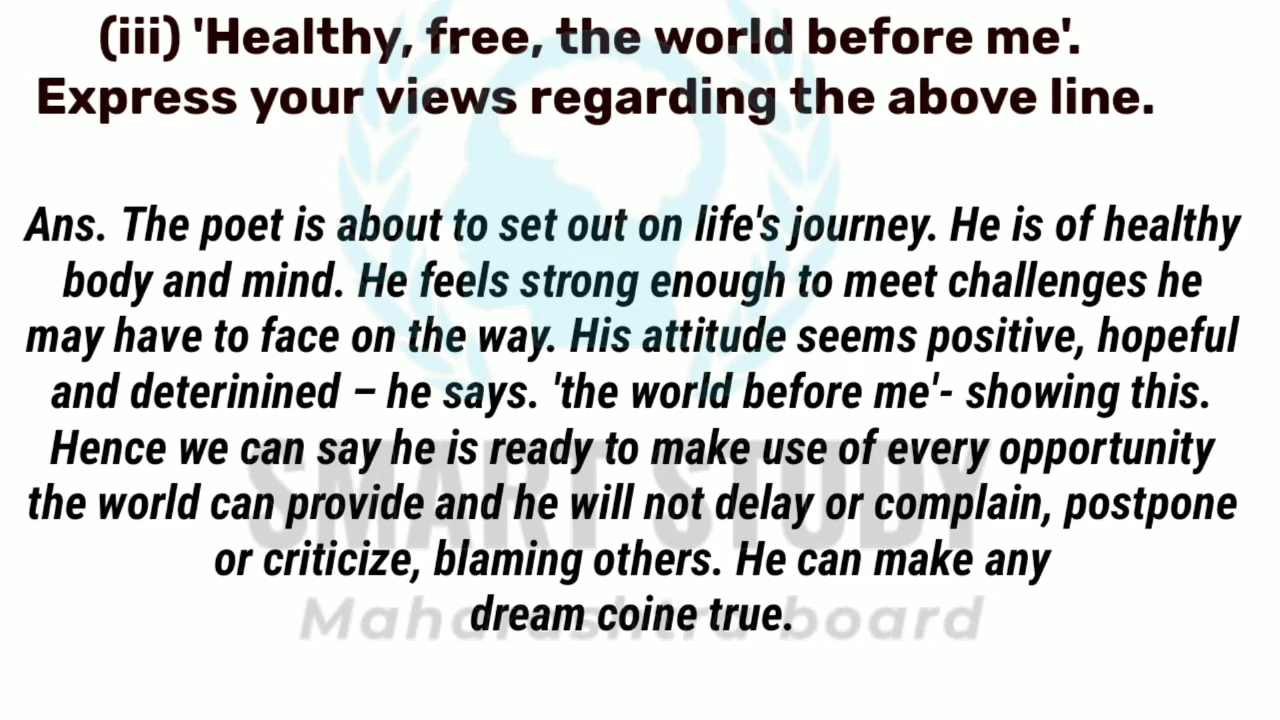 (iii) 'Healthy, free, the world before me'.
Express your views regarding the above line.
Ans. The poet is about to set out on life's journey. He is of healthy
body and mind. He feels strong enough to meet challenges he
may have to face on the way. His attitude seems positive, hopeful
and deterinined – he says. 'the world before me'- showing this.
Hence we can say he is ready to make use of every opportunity
the world can provide and he will not delay or complain, postpone
or criticize, blaming others. He can make any
dream coine true.
SMART STUDY
Maharashtra board